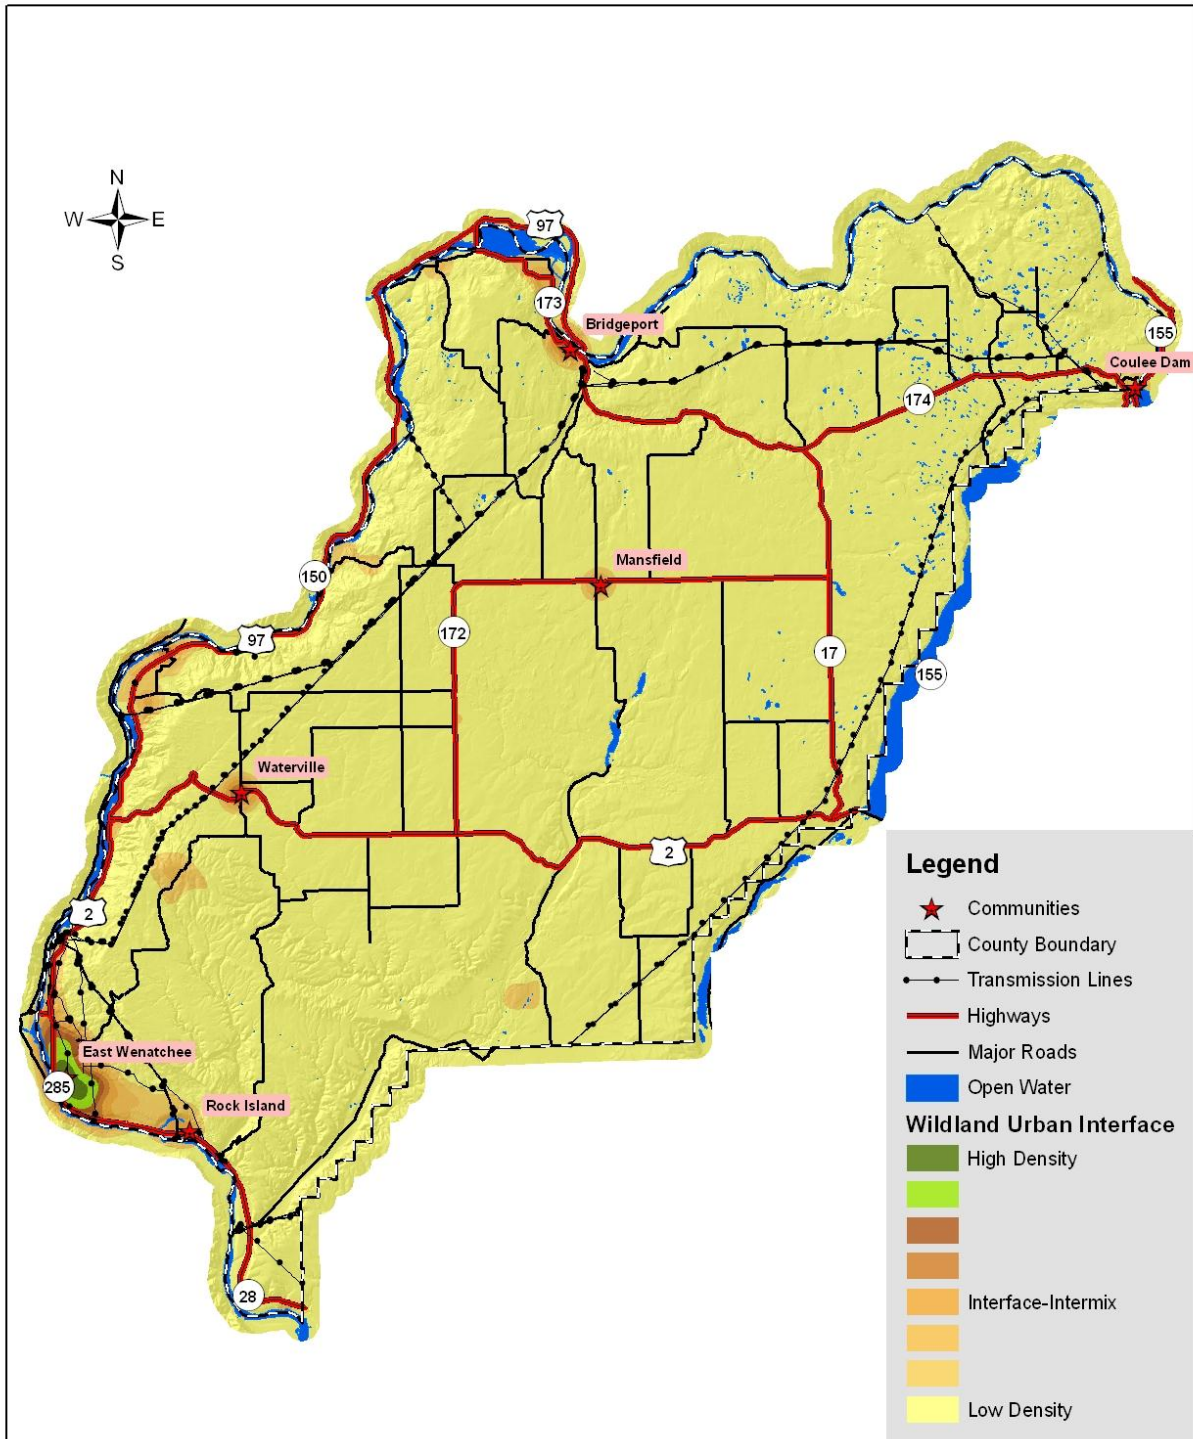 N
W E
S
97
173
Bridgeport
155
Coulee Dam
174
Mansfield
150
172
97
17
155
Waterville
2
2
East Wenatchee
285
Rock Island
28
Legend
Communities
County Boundary
Transmission Lines
Highways
Major Roads
Open Water
Wildland Urban Interface
High Density
Interface-Intermix
Low Density